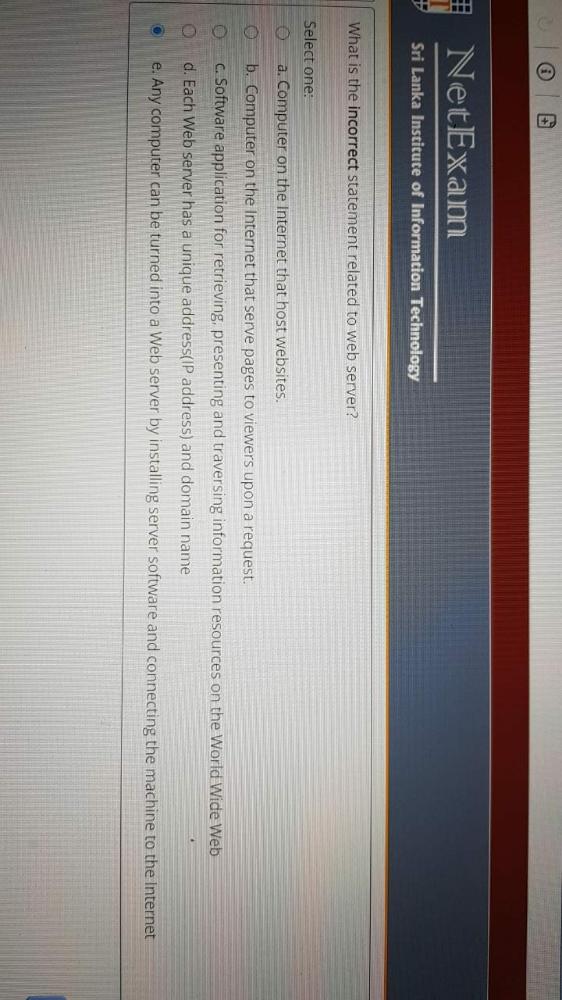 NetExam
Sri Lanka Institute of Information Technology
What is the incorrect statement related to web server?
Select one:
a. Computer on the Internet that host websites.
b. Computer on the Internet that serve pages to viewers upon a request.
c. Software application for retrieving, presenting and traversing information resources on the World Wide Web
d. Each Web server has a unique address(IP address) and domain name
e. Any computer can be turned into a Web server by installing server software and connecting the machine to the Internet